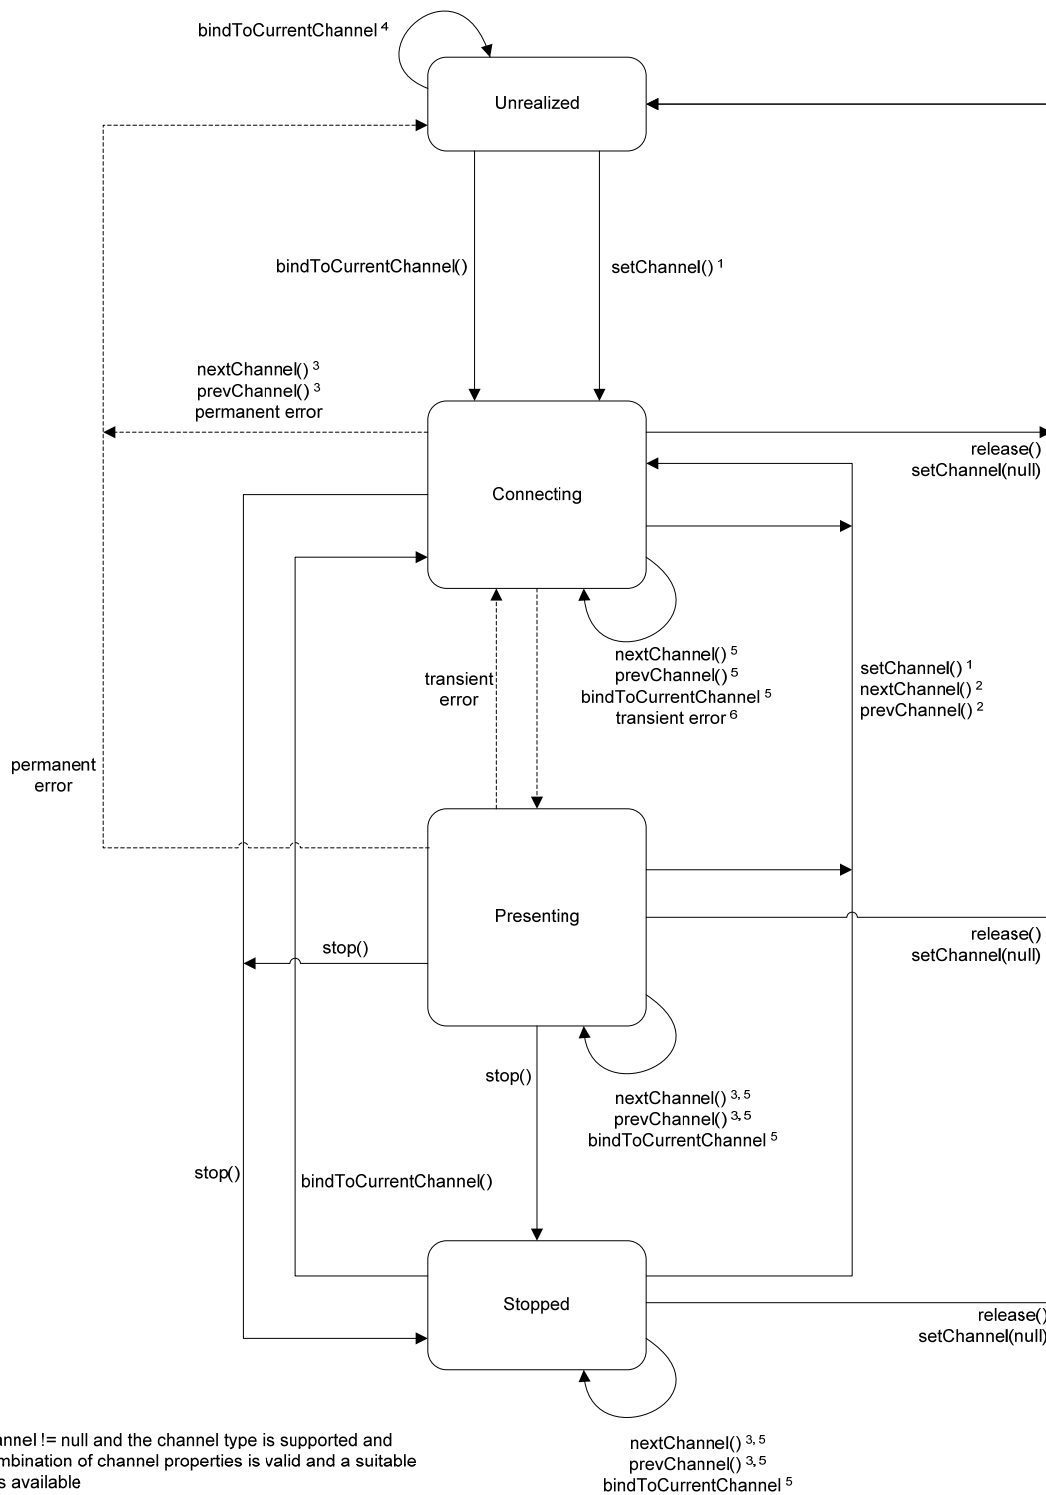 bindToCurrentChannel 4
Unrealized
bindToCurrentChannel()
setChannel() 1
nextChannel() 3
prevChannel() 3
permanent error
release()
setChannel(null)
Connecting
nextChannel() 5
prevChannel() 5
bindToCurrentChannel 5
transient error 6
transient
error
setChannel() 1
nextChannel() 2
prevChannel() 2
permanent
error
Presenting
release()
setChannel(null)
stop()
stop()
nextChannel() 3, 5
prevChannel() 3, 5
bindToCurrentChannel 5
stop()
bindToCurrentChannel()
Stopped
release()
setChannel(null)
nextChannel() 3, 5
prevChannel() 3, 5
bindToCurrentChannel 5
annel != null and the channel type is supported and
mbination of channel properties is valid and a suitable
s available